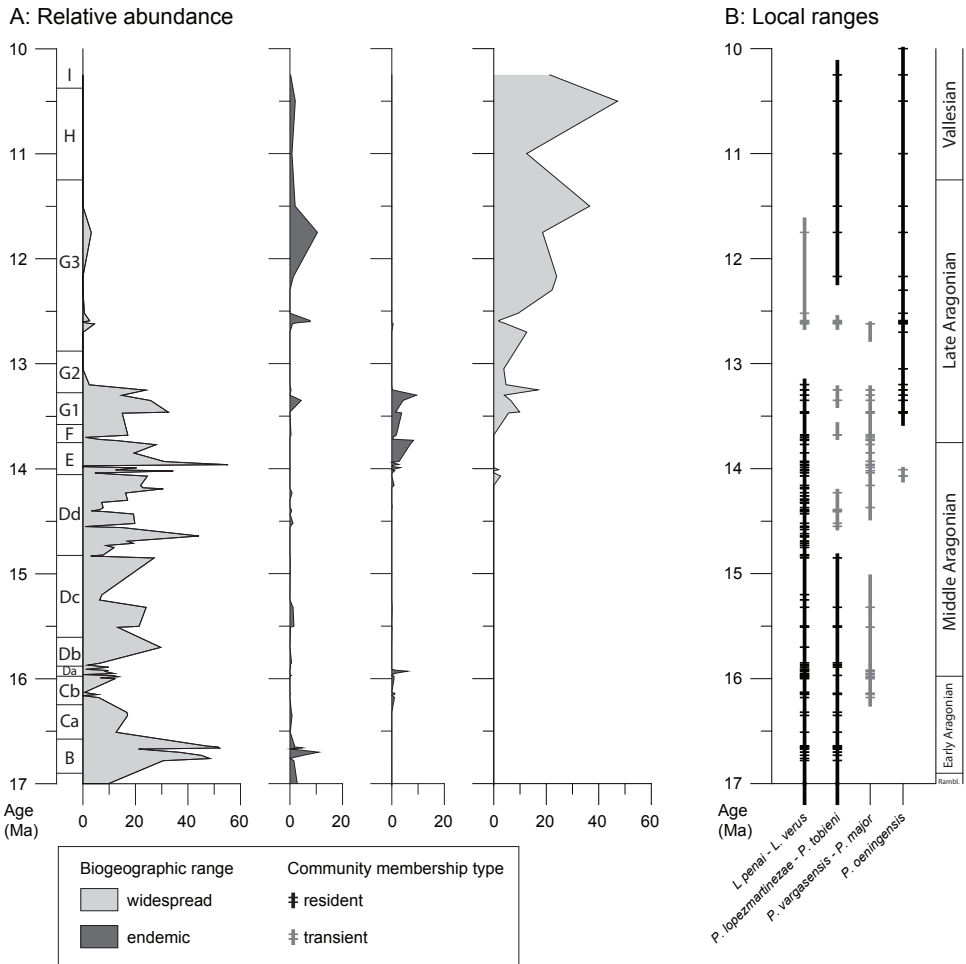 A: Relative abundance
B: Local ranges
10
11
12
13
14
15
16
17
Age
(Ma)
I
H
G3
G2
G1
F
E
Dd
Dc
Db
Da
Cb
Ca
B
0 20 40 60
0 20
0 20
0 20 40 60
10
11
12
13
14
15
16
17
Age
(Ma)
Vallesian
Late Aragonian
Middle Aragonian
Early Aragonian
Rambl.
L penai - L. verus
P. lopezmartinezae - P. tobieni
P. vargasensis - P. major
P. oeningensis
Biogeographic range
widespread
endemic
Community membership type
resident
transient